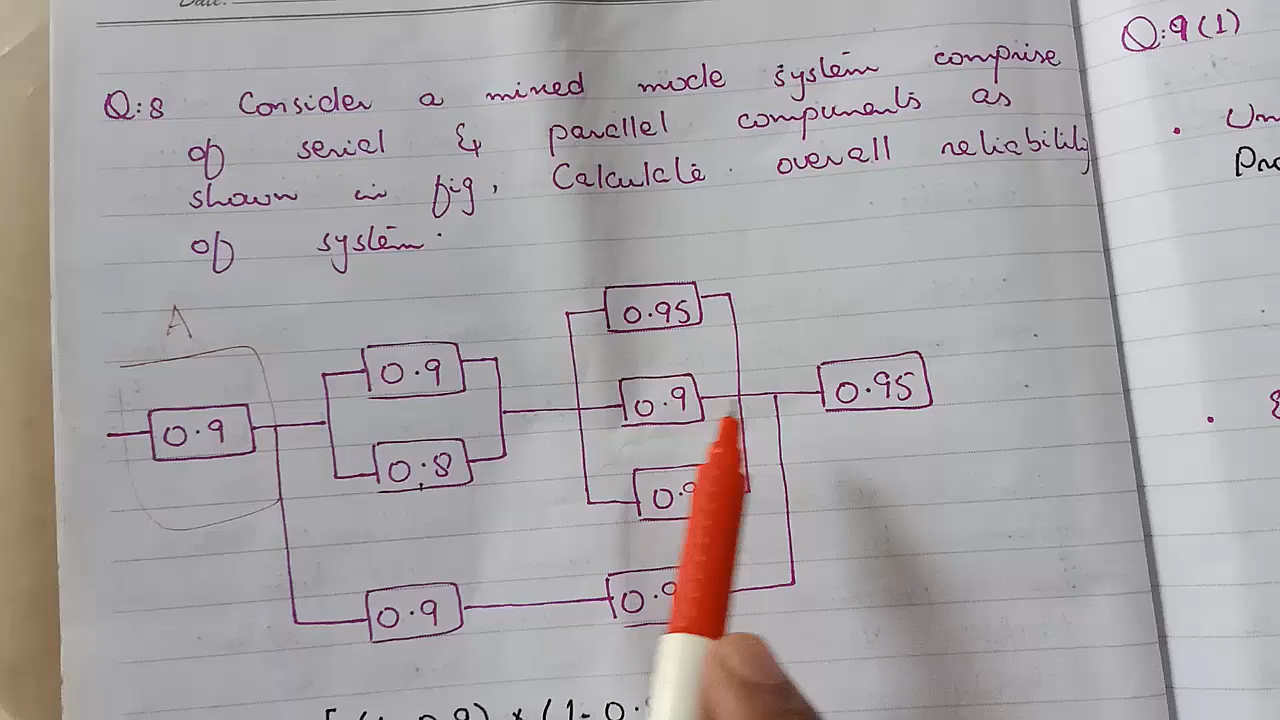 Date:
Q:8 Consider a mixed mode system comprise
of serial & parallel components as
shown in fig, Calculate overall reliability
of system.
Q:9(1)
A
0.95
0.9
0.9
0.95
0.9
0.8
0.9